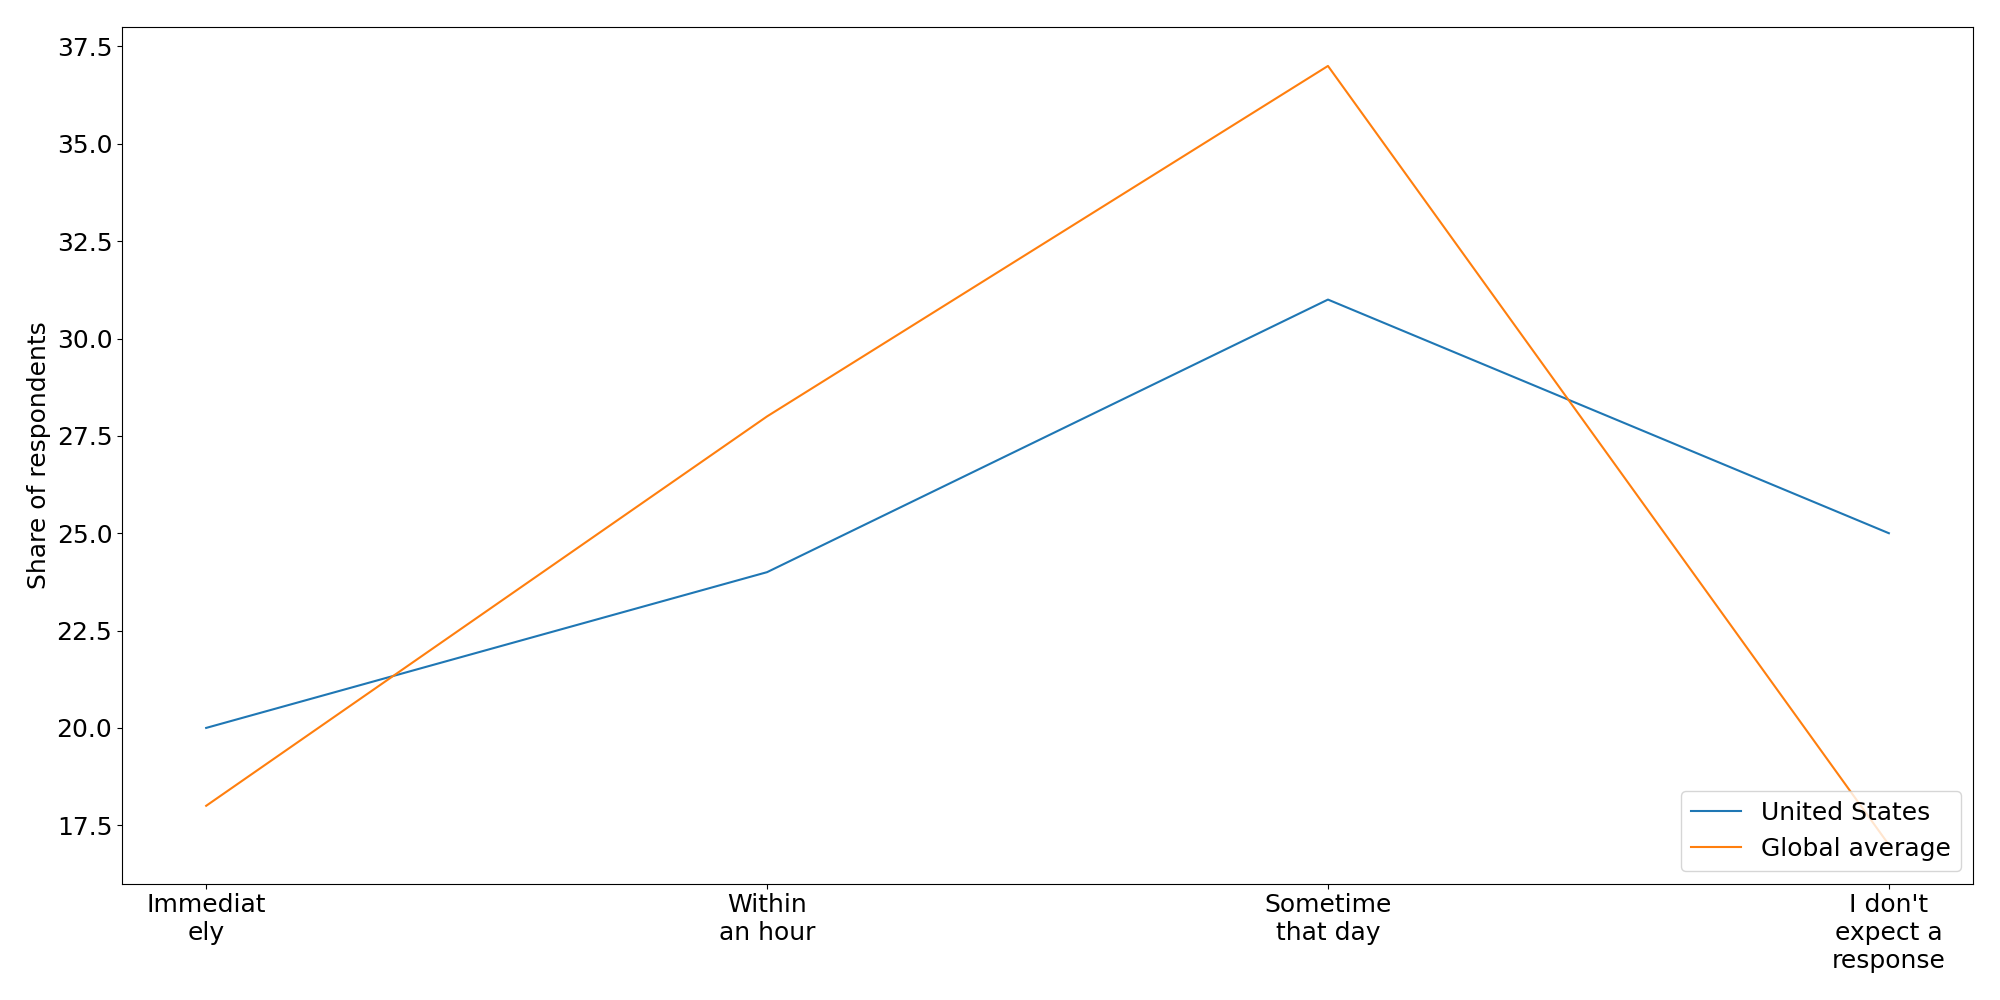 37.5
35.0
32.5
30.0
27.5
25.0
22.5
20.0
17.5
Share of respondents
United States
Global average
Immediat
ely
Within
an hour
Sometime
that day
I don't
expect a
response